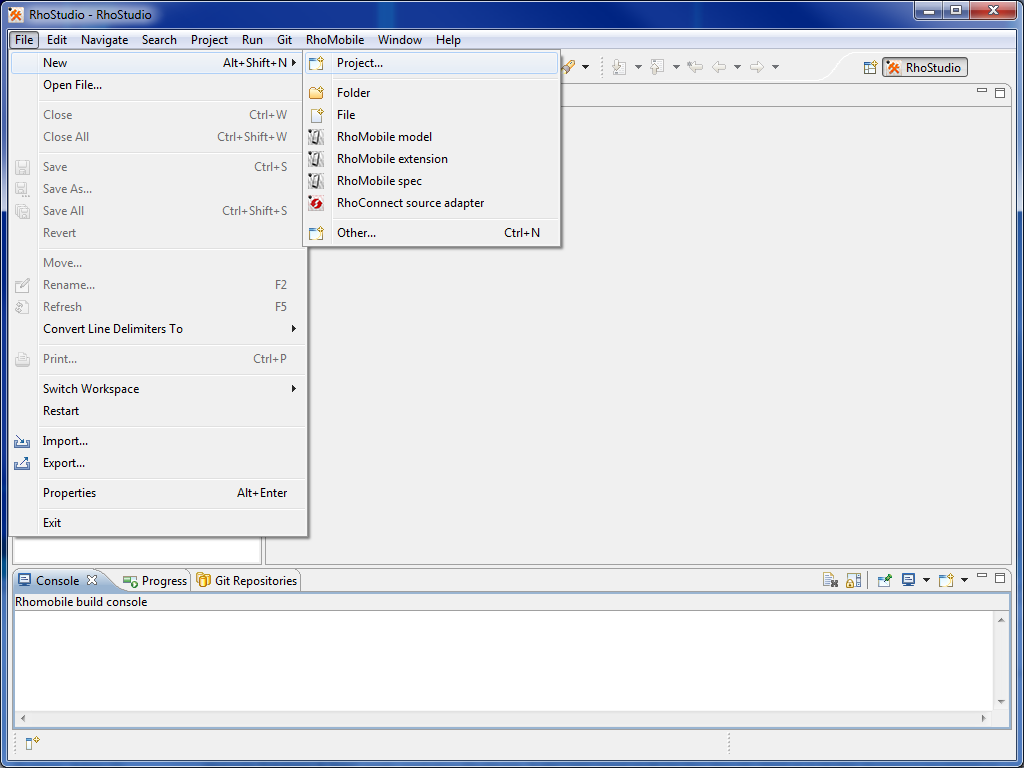 RhoStudio - RhoStudio
File Edit Navigate Search Project Run Git RhoMobile Window Help
RhoStudio
New Alt+Shift+N
Open File...
Close Ctrl+W
Close All Ctrl+Shift+W
Save Ctrl+S
Save As...
Save All Ctrl+Shift+S
Revert
Move...
Rename... F2
Refresh F5
Convert Line Delimiters To
Print... Ctrl+P
Switch Workspace
Restart
Import...
Export...
Properties Alt+Enter
Exit
Project...
Folder
File
RhoMobile model
RhoMobile extension
RhoMobile spec
RhoConnect source adapter
Other... Ctrl+N
Console Progress Git Repositories
Rhomobile build console